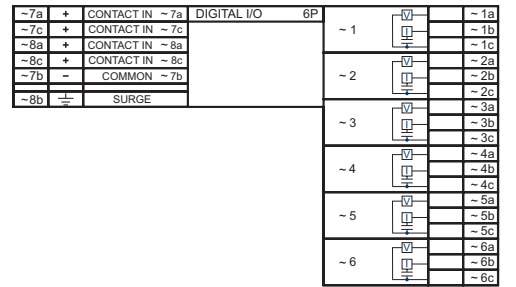 ~7a + CONTACT IN ~ 7a DIGITAL I/O 6P V ~ 1a
~7c + CONTACT IN ~ 7c ~ 1 I ~ 1b
~8a + CONTACT IN ~ 8a ~ 1c
~8c + CONTACT IN ~ 8c V ~ 2a
~7b – COMMON ~ 7b ~ 2 I ~ 2b
~ 2c
~8b SURGE V ~ 3a
~ 3 I ~ 3b
~ 3c
V ~ 4a
~ 4 I ~ 4b
~ 4c
V ~ 5a
~ 5 I ~ 5b
~ 5c
V ~ 6a
~ 6 I ~ 6b
~ 6c